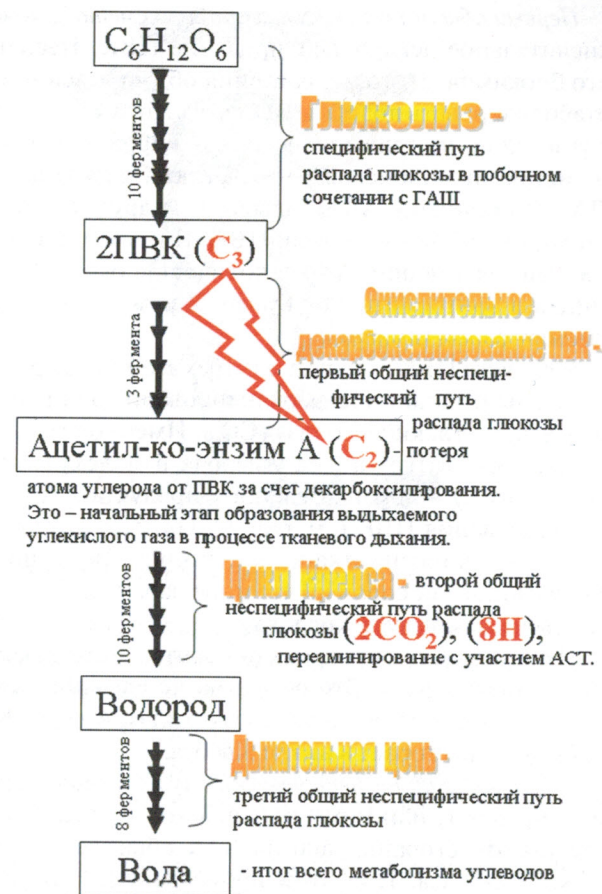 C₆H₁₂O₆
10 ферментов
Гликолиз -
специфический путь
распада глюкозы в побочном
сочетании с ГАШ
2ПВК (C₃)
3 фермента
Окислительное
декарбоксилирование ПВК -
первый общий неспеци-
фический путь
распада глюкозы
Ацетил-ко-энзим А (C₂) - потеря
атома углерода от ПВК за счет декарбоксилирования.
Это – начальный этап образования выдыхаемого
углекислого газа в процессе тканевого дыхания.
10 ферментов
Цикл Кребса - второй общий
неспецифический путь распада
глюкозы (2CO₂), (8H),
переаминирование с участием АСТ.
Водород
8 ферментов
Дыхательная цепь -
третий общий неспецифический путь
распада глюкозы
Вода - итог всего метаболизма углеводов